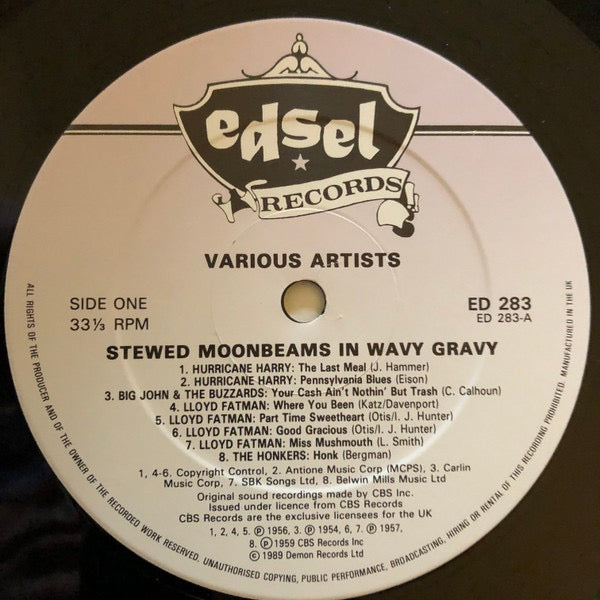 edsel
RECORDS
VARIOUS ARTISTS
SIDE ONE
33⅓ RPM
ED 283
ED 283-A
STEWED MOONBEAMS IN WAVY GRAVY
1. HURRICANE HARRY: The Last Meal (J. Hammer)
2. HURRICANE HARRY: Pennsylvania Blues (Eison)
3. BIG JOHN & THE BUZZARDS: Your Cash Ain't Nothin' But Trash (C. Calhoun)
4. LLOYD FATMAN: Where You Been (Katz/Davenport)
5. LLOYD FATMAN: Part Time Sweetheart (Otis/I. J. Hunter)
6. LLOYD FATMAN: Good Gracious (Otis/I. J. Hunter)
7. LLOYD FATMAN: Miss Mushmouth (L. Smith)
8. THE HONKERS: Honk (Bergman)
1, 4-6. Copyright Control, 2. Antione Music Corp (MCPS), 3. Carlin
Music Corp, 7. SBK Songs Ltd, 8. Belwin Mills Music Ltd
Original sound recordings made by CBS Inc.
Issued under licence from CBS Records
CBS Records are the exclusive licensees for the UK
1, 2, 4, 5. ℗ 1956, 3. ℗ 1954, 6, 7. ℗ 1957,
8. ℗ 1959 CBS Records Inc
© 1989 Demon Records Ltd
ALL RIGHTS OF THE PRODUCER AND OF THE OWNER OF THE RECORDED WORK RESERVED. UNAUTHORISED COPYING, PUBLIC PERFORMANCE, BROADCASTING, HIRING OR RENTAL OF THIS RECORDING PROHIBITED. MANUFACTURED IN THE UK